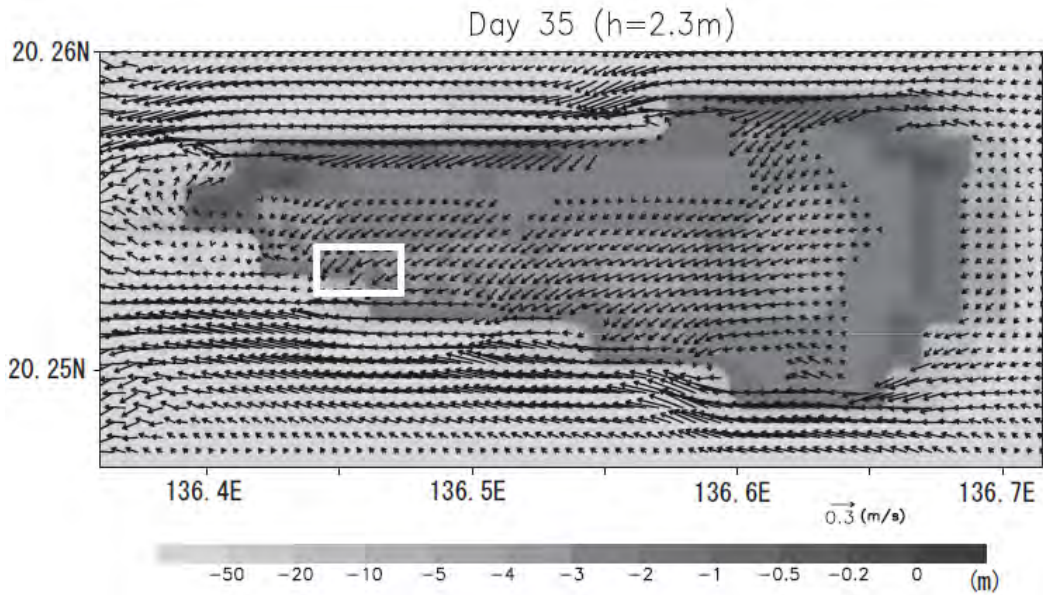 Day 35 (h=2.3m)
20.26N
20.25N
136.4E 136.5E 136.6E 136.7E
0.3 (m/s)
-50 -20 -10 -5 -4 -3 -2 -1 -0.5 -0.2 0 (m)